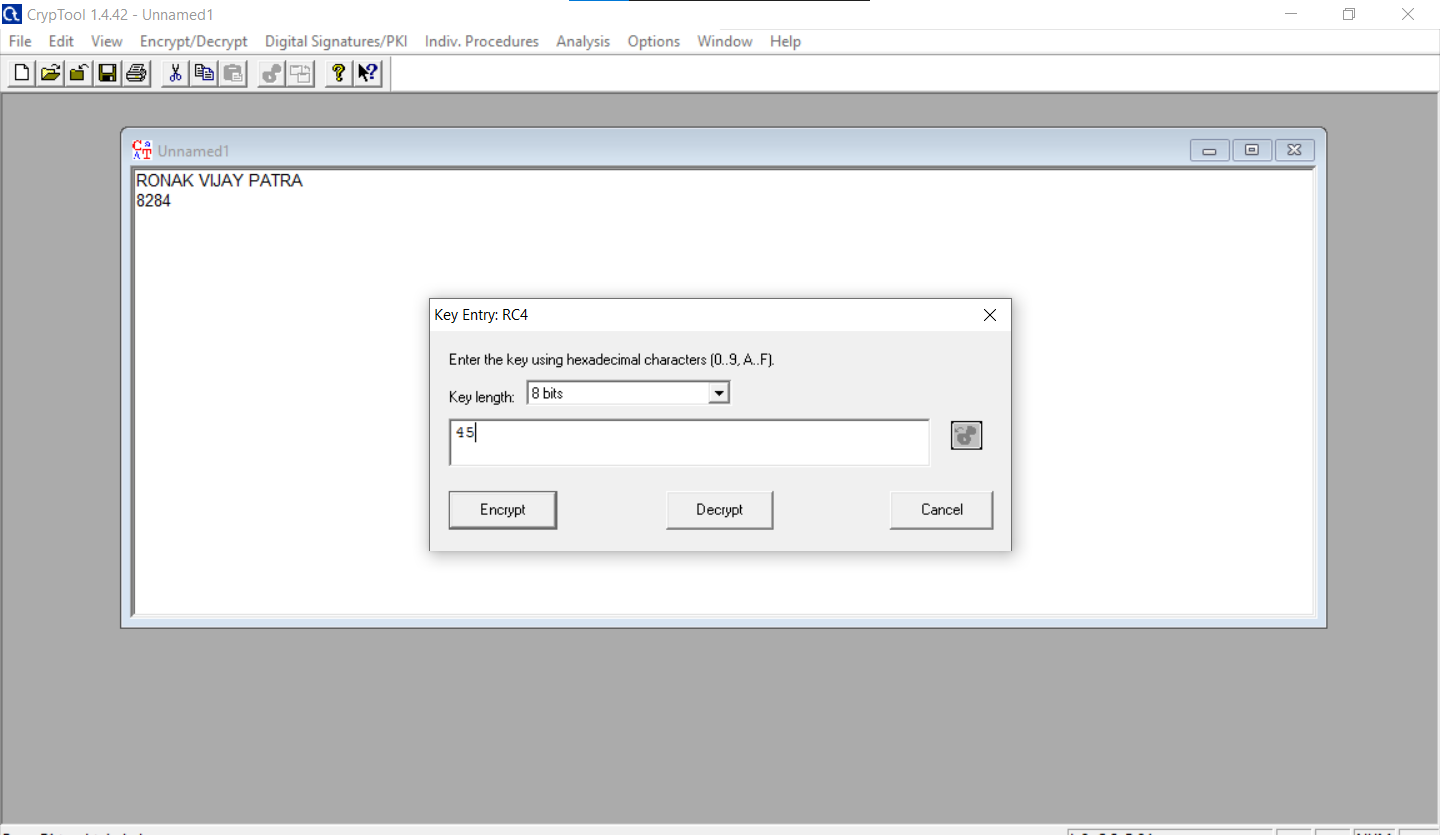 CrypTool 1.4.42 - Unnamed1
File Edit View Encrypt/Decrypt Digital Signatures/PKI Indiv. Procedures Analysis Options Window Help
Unnamed1
RONAK VIJAY PATRA
8284
Key Entry: RC4
Enter the key using hexadecimal characters (0..9, A..F).
Key length: 8 bits
45
Encrypt Decrypt Cancel